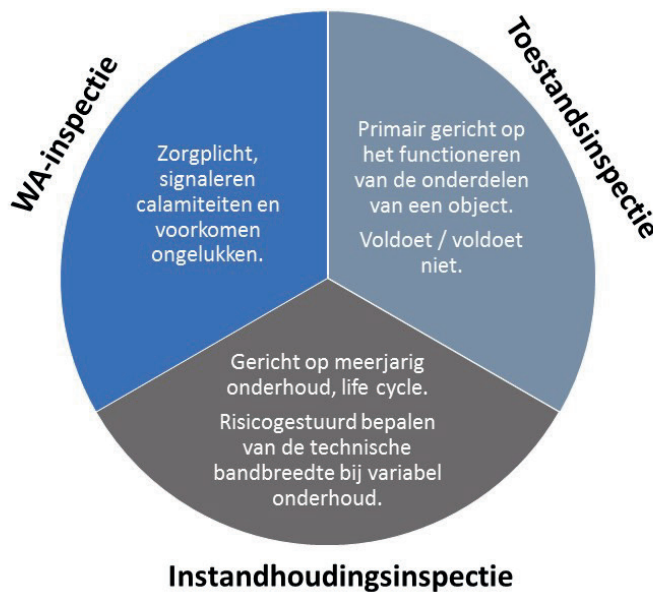 WA-inspectie
Zorgplicht,
signaleren
calamiteiten en
voorkomen
ongelukken.
Toestandsinspectie
Primair gericht op
het functioneren
van de onderdelen
van een object.
Voldoet / voldoet
niet.
Gericht op meerjarig
onderhoud, life cycle.
Risicogestuurd bepalen
van de technische
bandbreedte bij variabel
onderhoud.
Instandhoudingsinspectie